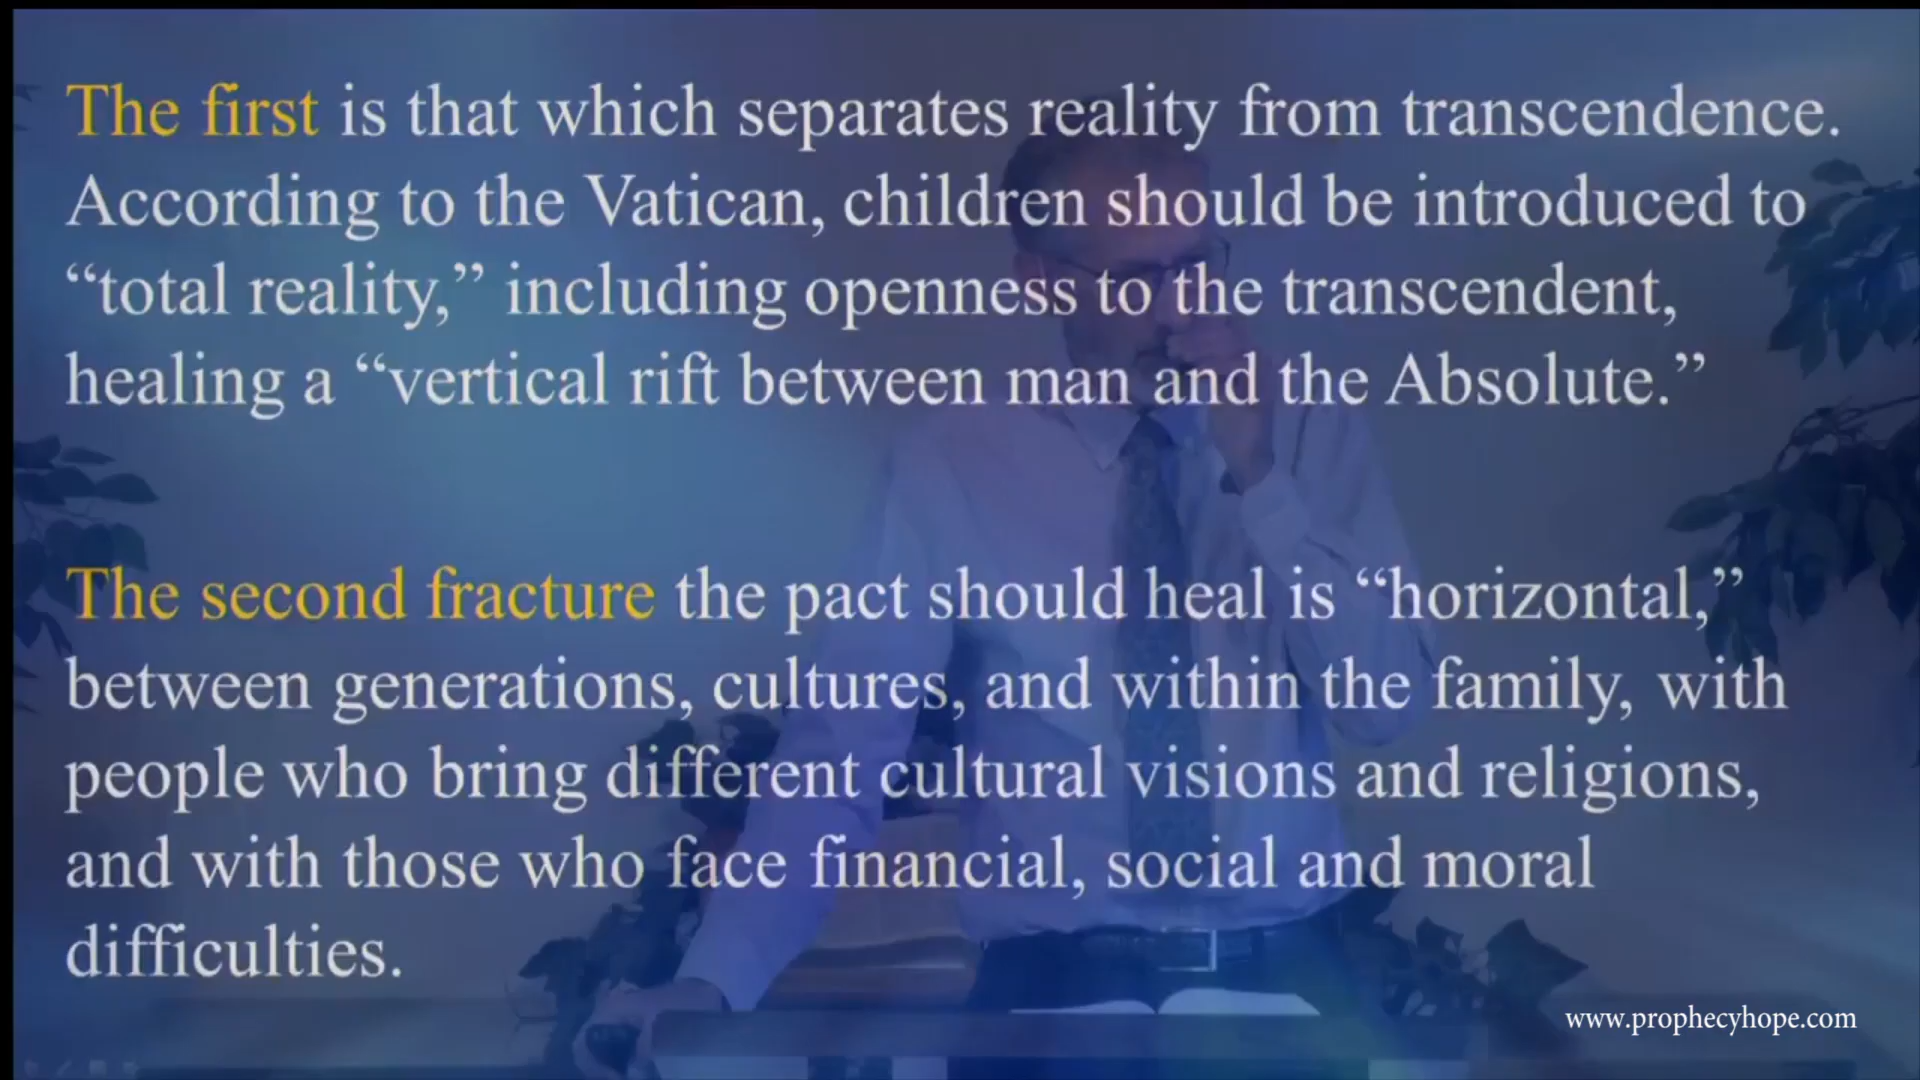 The first is that which separates reality from transcendence.
According to the Vatican, children should be introduced to
“total reality,” including openness to the transcendent,
healing a “vertical rift between man and the Absolute.”
The second fracture the pact should heal is “horizontal,”
between generations, cultures, and within the family, with
people who bring different cultural visions and religions,
and with those who face financial, social and moral
difficulties.
www.prophecyhope.com